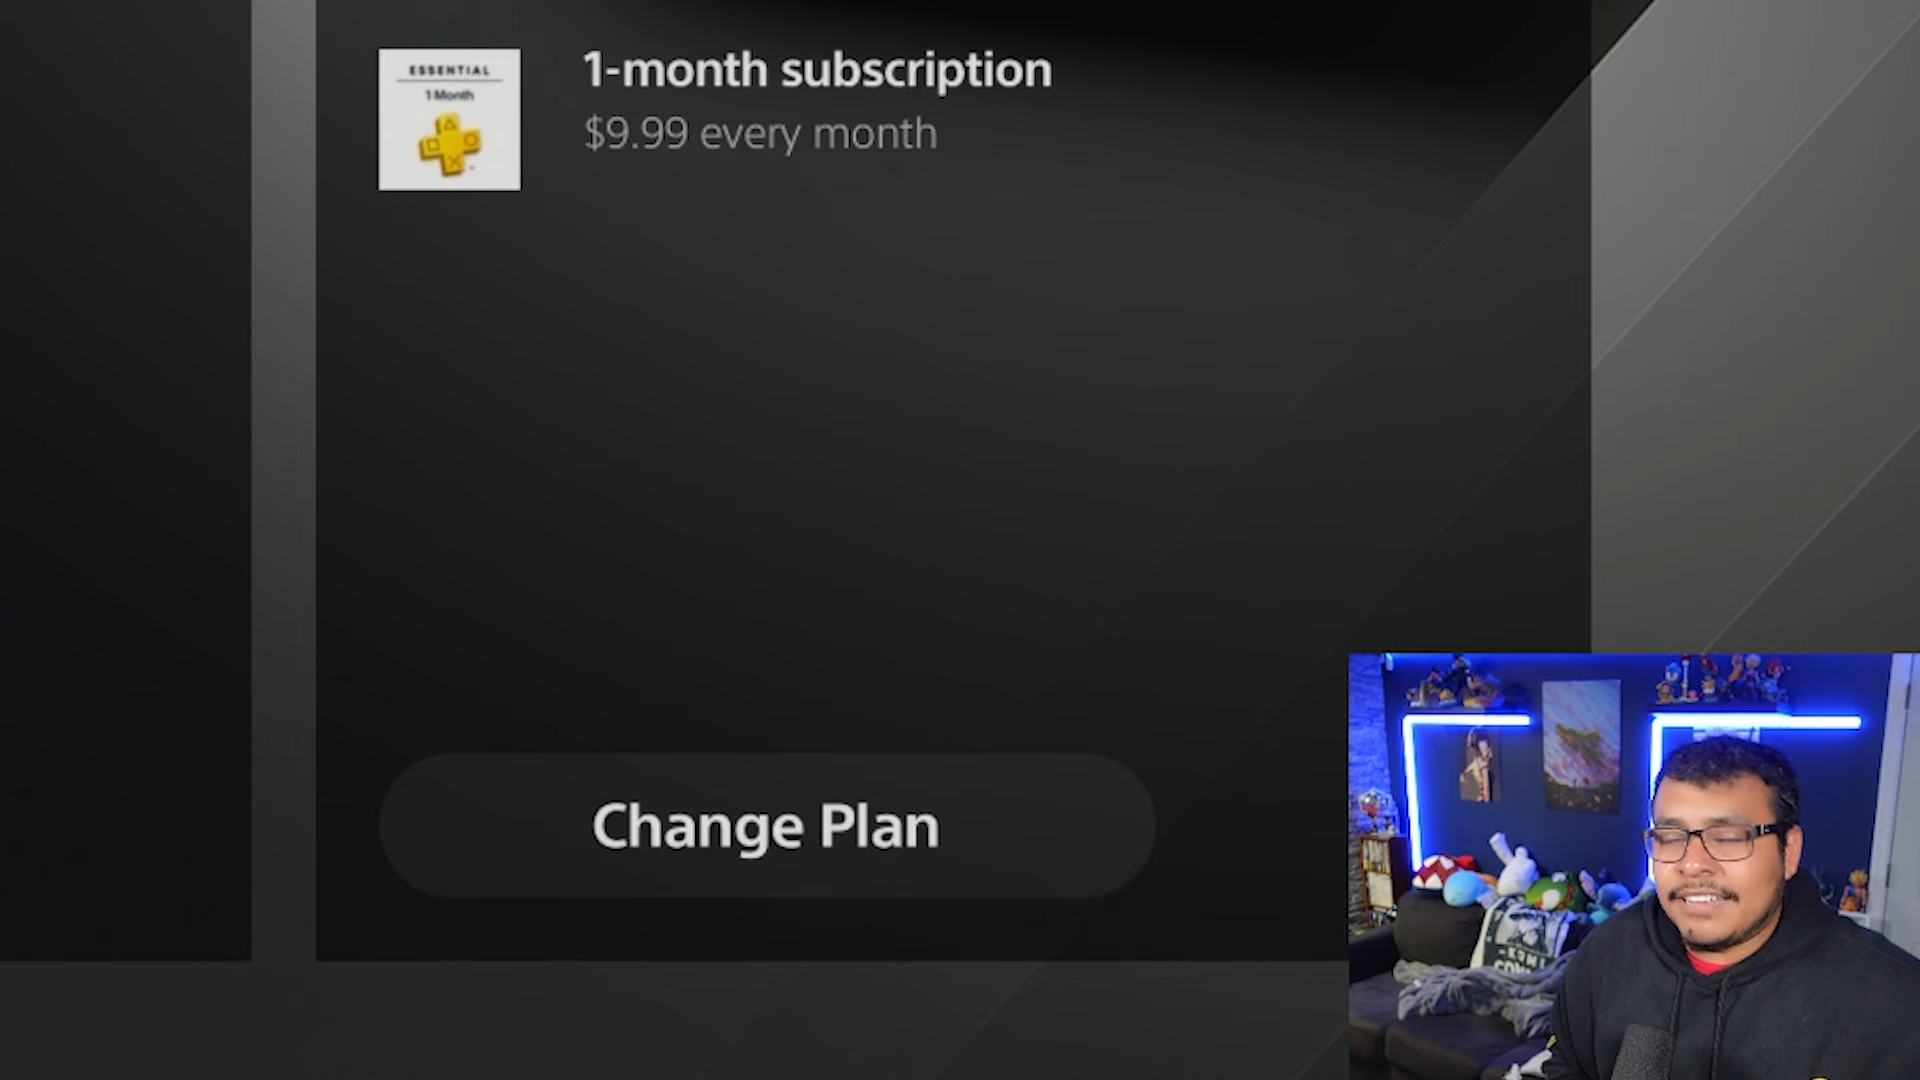 ESSENTIAL
1 Month
1-month subscription
$9.99 every month
Change Plan